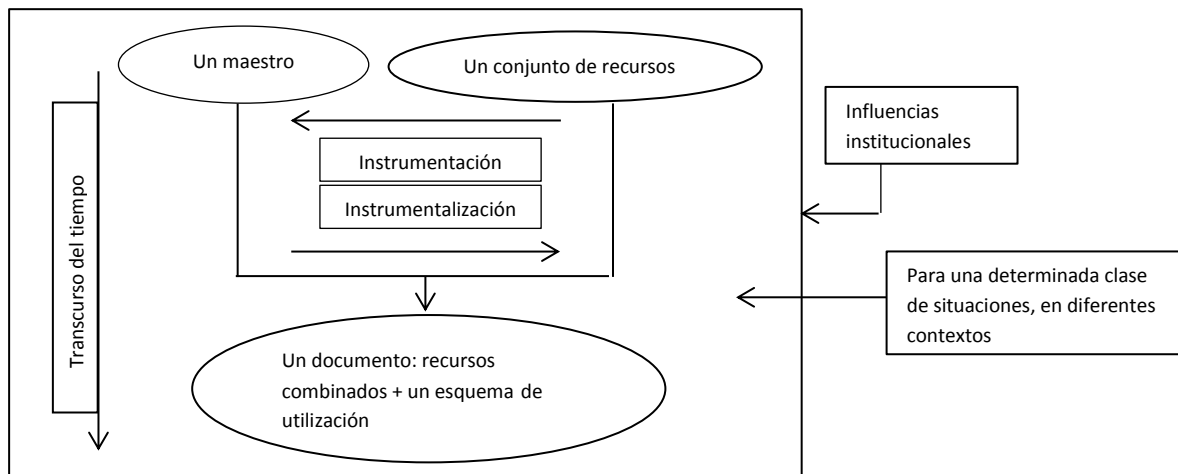 Un maestro
Un conjunto de recursos
Influencias
institucionales
Instrumentación
Instrumentalización
Transcurso del tiempo
Para una determinada clase
de situaciones, en diferentes
contextos
Un documento: recursos
combinados + un esquema de
utilización